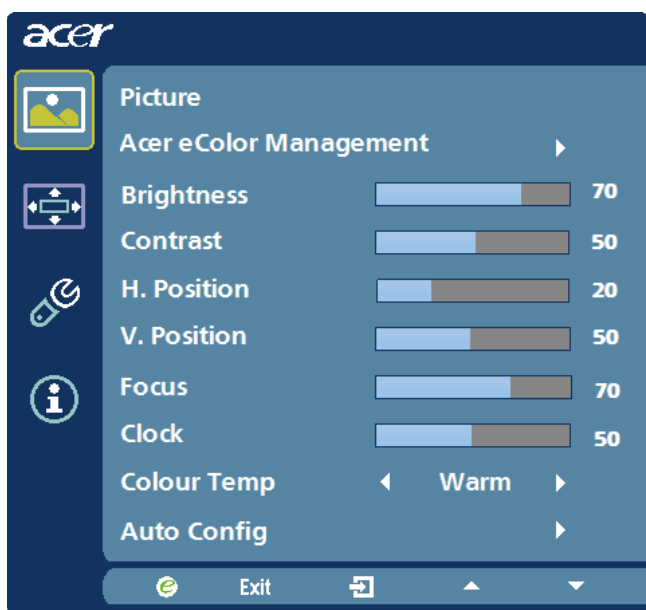 acer
Picture
Acer eColor Management
Brightness 70
Contrast 50
H. Position 20
V. Position 50
Focus 70
Clock 50
Colour Temp Warm
Auto Config
e Exit